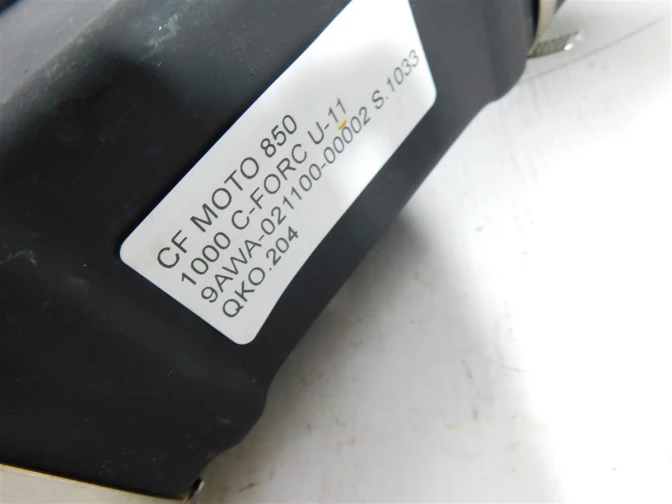 CF MOTO 850
1000 C-FORC U-11
9AWA-021100-00002 S.1033
QKO.204